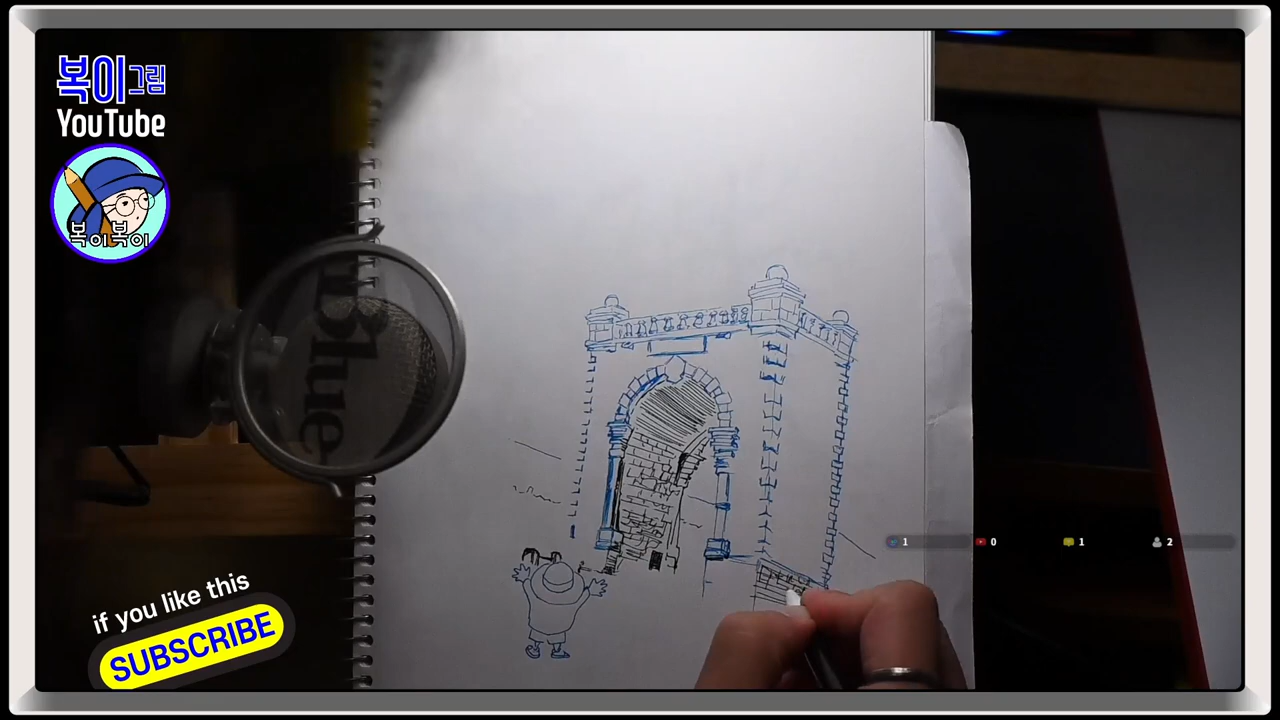 복이그림
YouTube
복이복이
Blue
1
0
1
2
if you like this
SUBSCRIBE